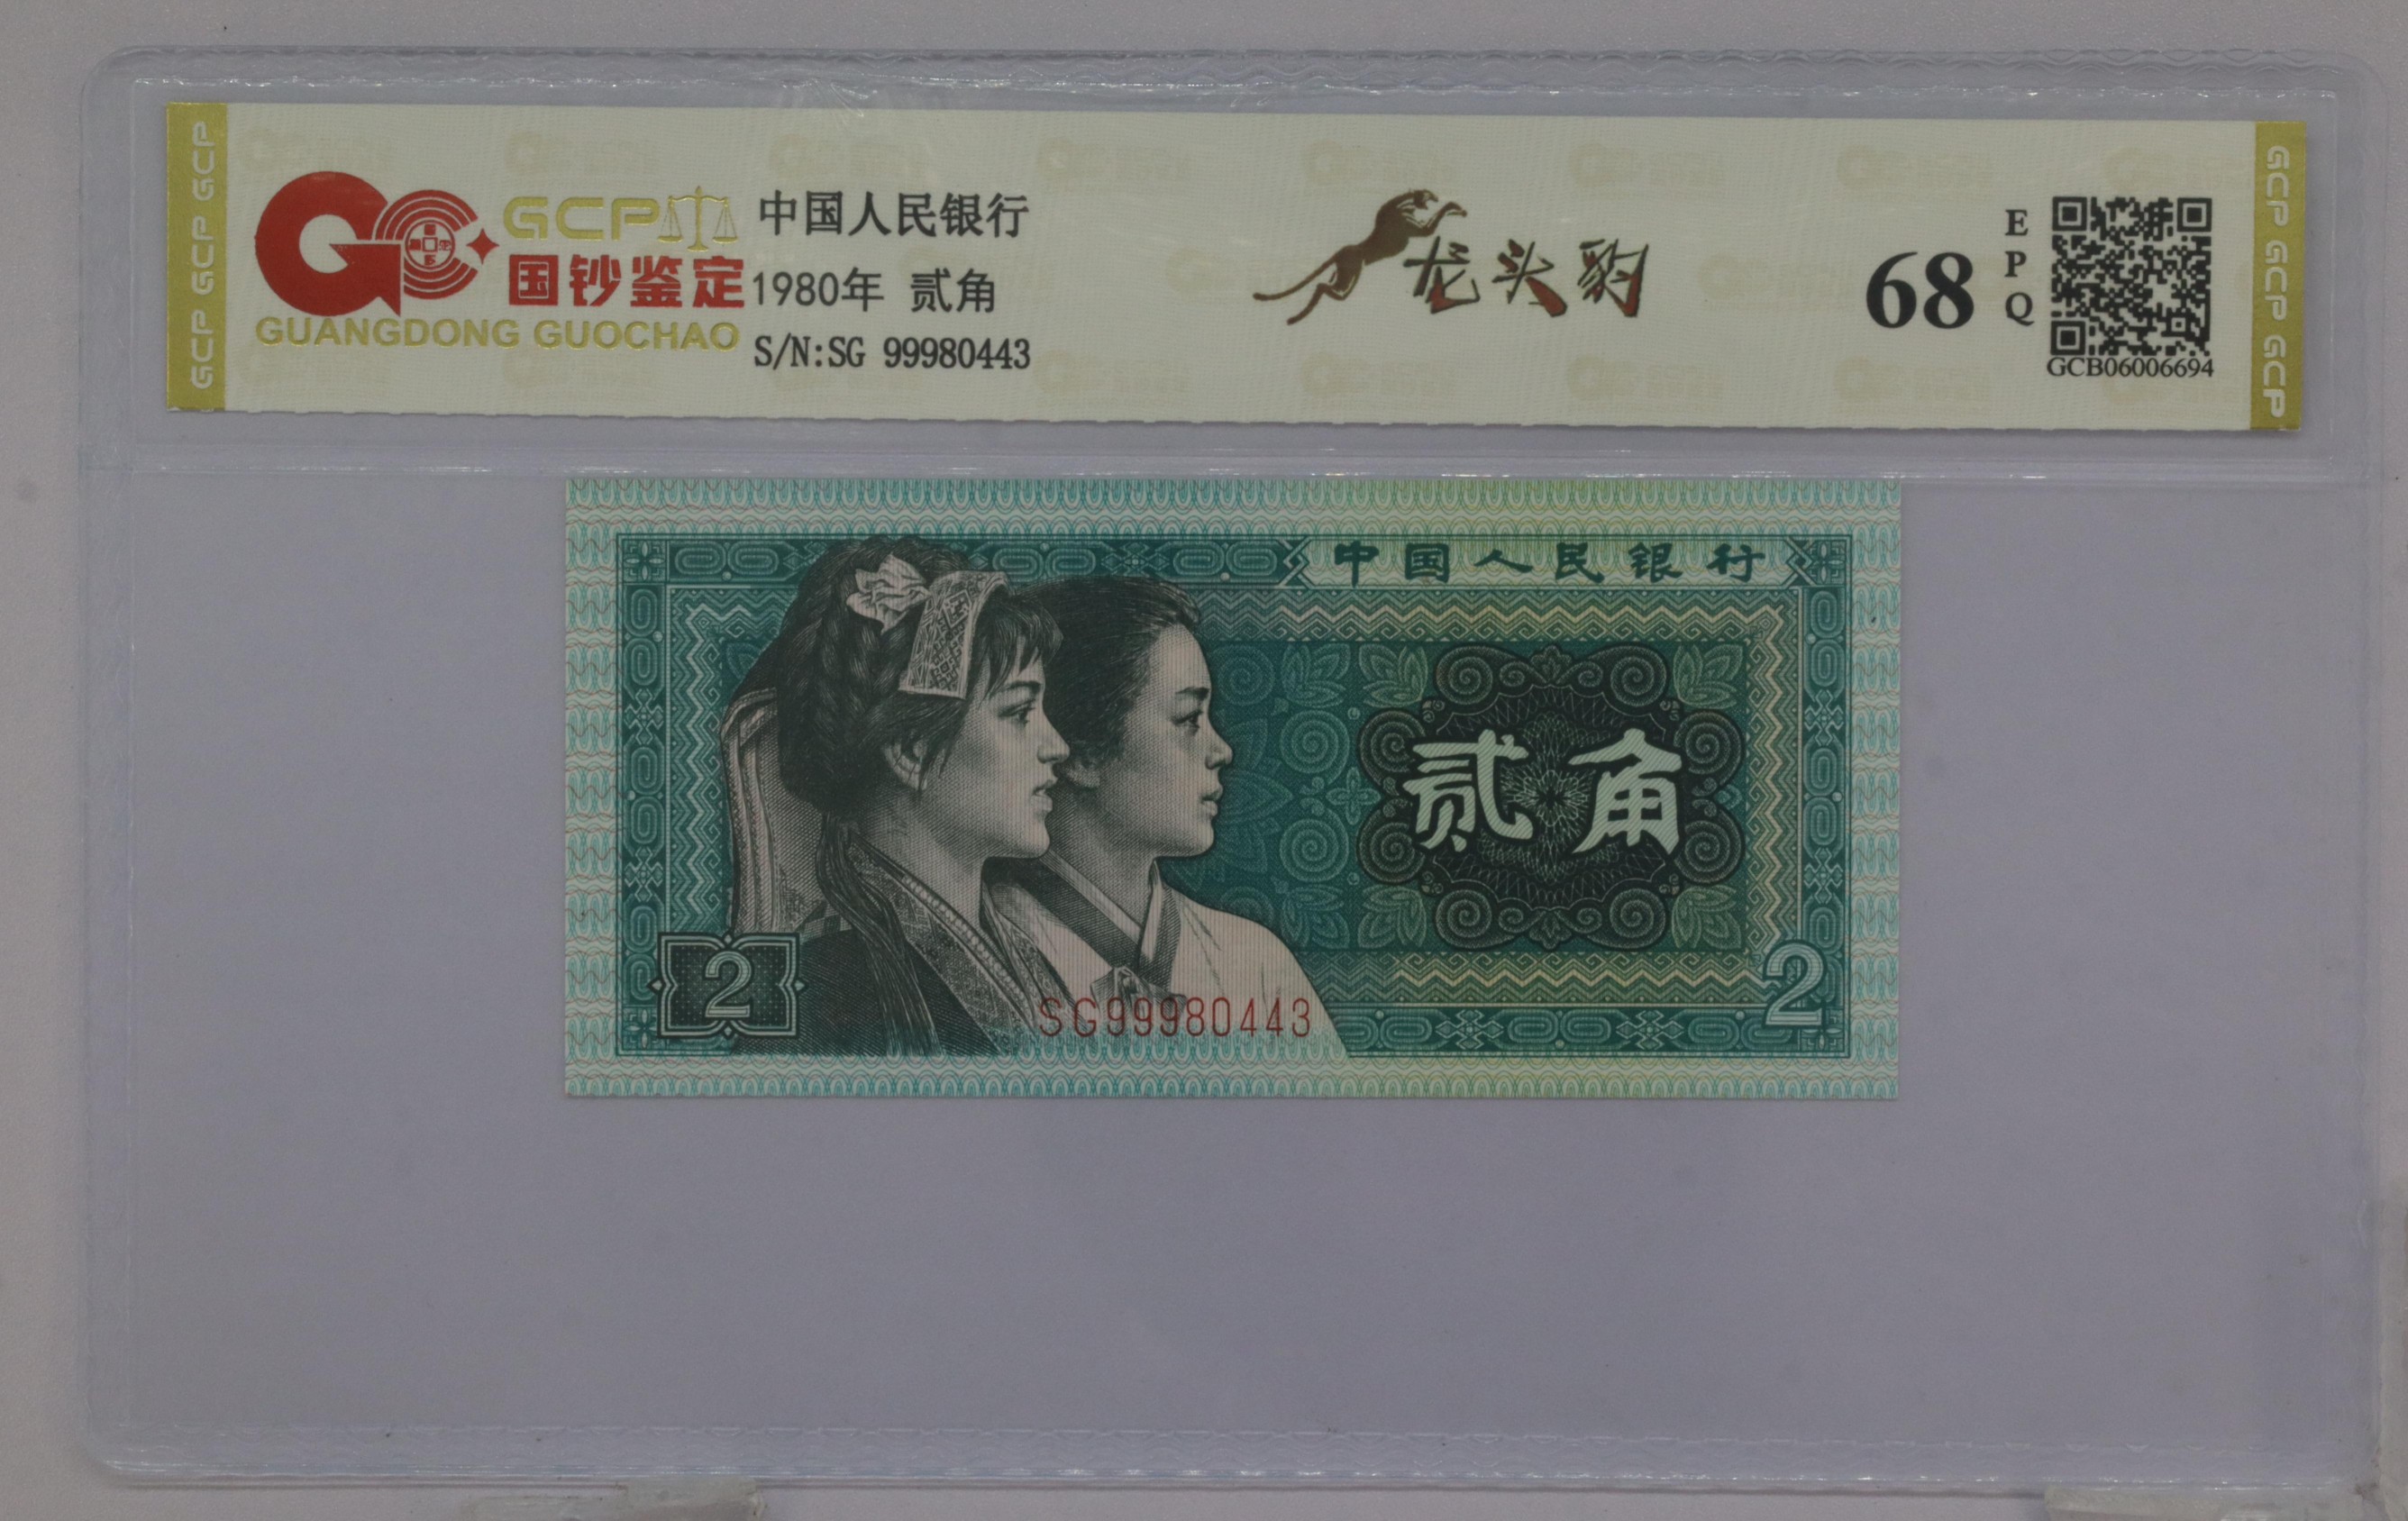 GCP GCP GCP
GCP
国钞鉴定
GUANGDONG GUOCHAO
中国人民银行
1980年 贰角
S/N:SG 99980443
龙头豹
68
EPQ
GCB06006694
GCP GCP GCP
中国人民银行
贰角
2
SG99980443
2